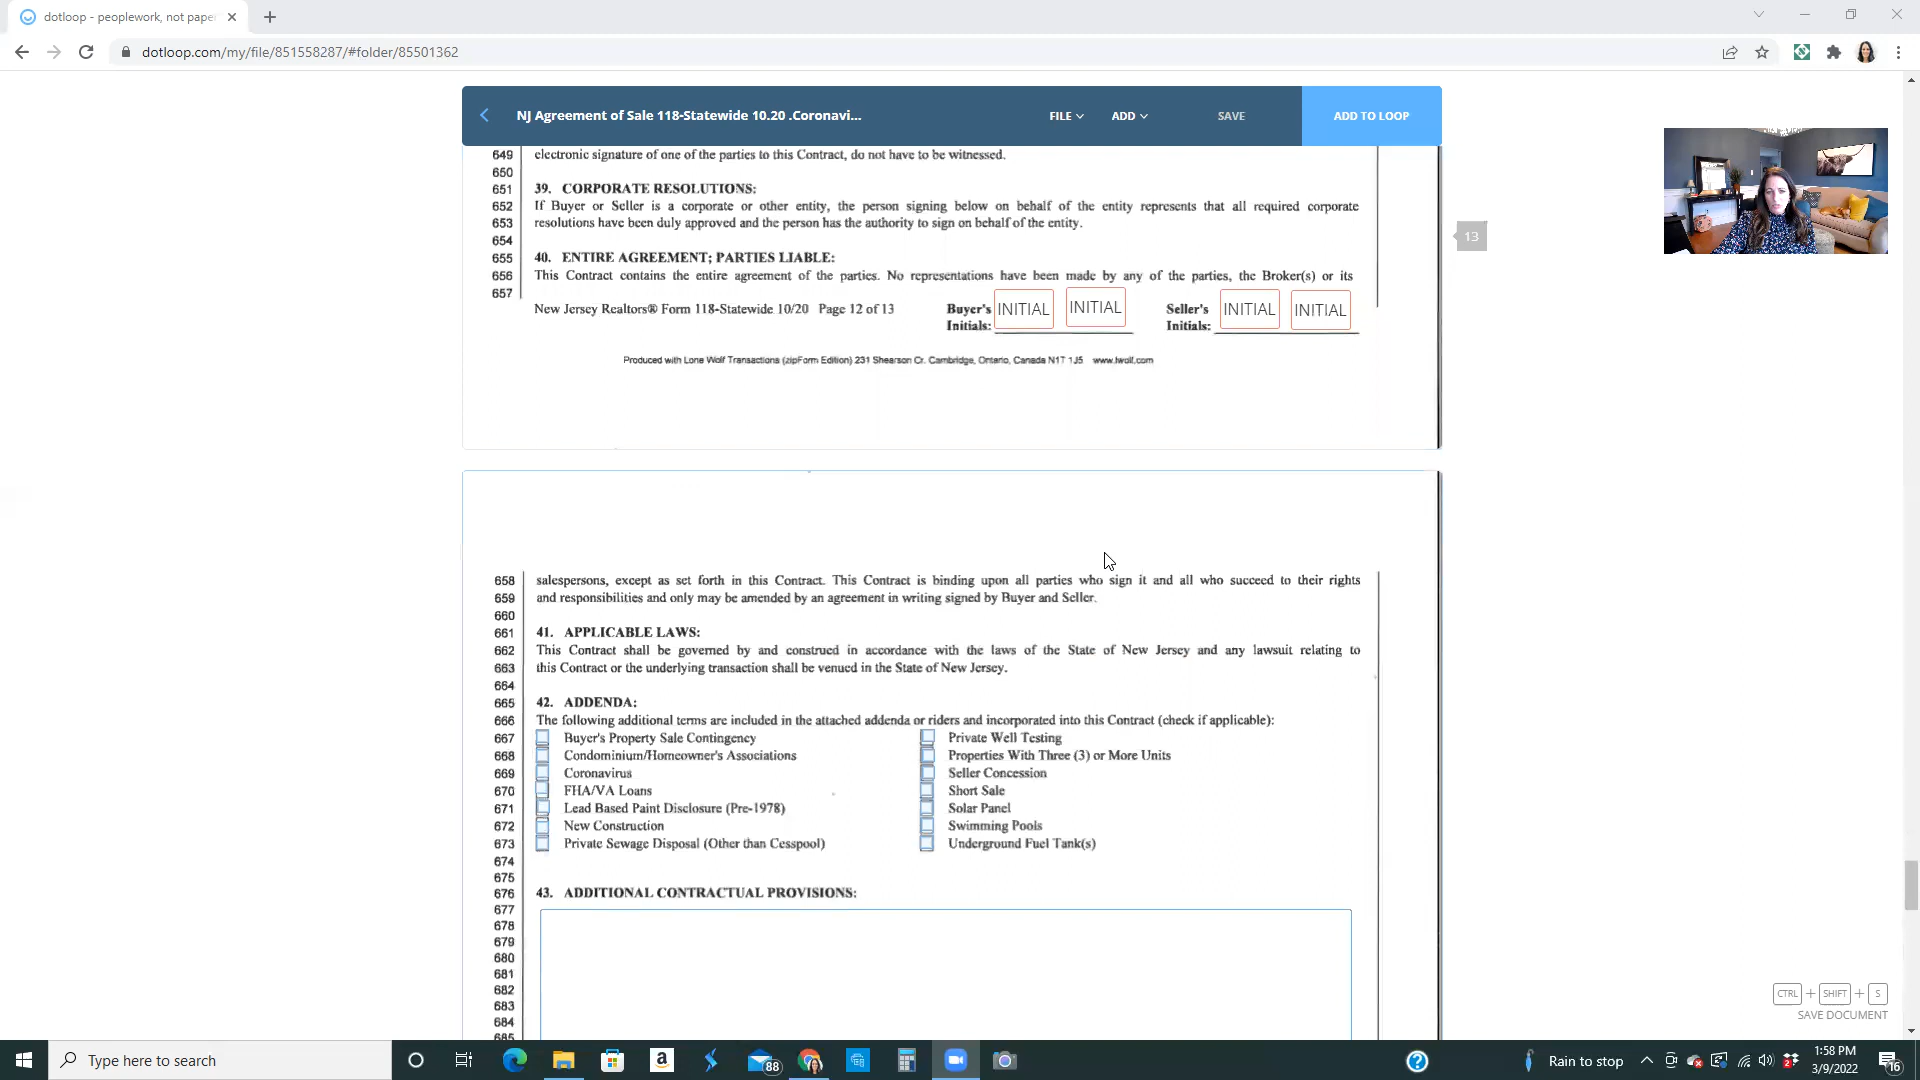 dotloop - peoplework, not pape
dotloop.com/my/file/851558287/#folder/85501362
NJ Agreement of Sale 118-Statewide 10.20 .Coronavi...
FILE
ADD
SAVE
ADD TO LOOP
649 electronic signature of one of the parties to this Contract, do not have to be witnessed.
650
651 39. CORPORATE RESOLUTIONS:
652 If Buyer or Seller is a corporate or other entity, the person signing below on behalf of the entity represents that all required corporate
653 resolutions have been duly approved and the person has the authority to sign on behalf of the entity.
654
655 40. ENTIRE AGREEMENT; PARTIES LIABLE:
656 This Contract contains the entire agreement of the parties. No representations have been made by any of the parties, the Broker(s) or its
657
13
New Jersey Realtors® Form 118-Statewide 10/20 Page 12 of 13
Buyer's Initials: INITIAL INITIAL
Seller's Initials: INITIAL INITIAL
Produced with Lone Wolf Transactions (zipForm Edition) 231 Shearson Cr. Cambridge, Ontario, Canada N1T 1J5 www.lwolf.com
658 salespersons, except as set forth in this Contract. This Contract is binding upon all parties who sign it and all who succeed to their rights
659 and responsibilities and only may be amended by an agreement in writing signed by Buyer and Seller.
660
661 41. APPLICABLE LAWS:
662 This Contract shall be governed by and construed in accordance with the laws of the State of New Jersey and any lawsuit relating to
663 this Contract or the underlying transaction shall be venued in the State of New Jersey.
664
665 42. ADDENDA:
666 The following additional terms are included in the attached addenda or riders and incorporated into this Contract (check if applicable):
667 Buyer's Property Sale Contingency Private Well Testing
668 Condominium/Homeowner's Associations Properties With Three (3) or More Units
669 Coronavirus Seller Concession
670 FHA/VA Loans Short Sale
671 Lead Based Paint Disclosure (Pre-1978) Solar Panel
672 New Construction Swimming Pools
673 Private Sewage Disposal (Other than Cesspool) Underground Fuel Tank(s)
674
675
676 43. ADDITIONAL CONTRACTUAL PROVISIONS:
677
678
679
680
681
682
683
684
685
CTRL + SHIFT + S
SAVE DOCUMENT
Type here to search
88
Rain to stop
2
1:58 PM
3/9/2022
16